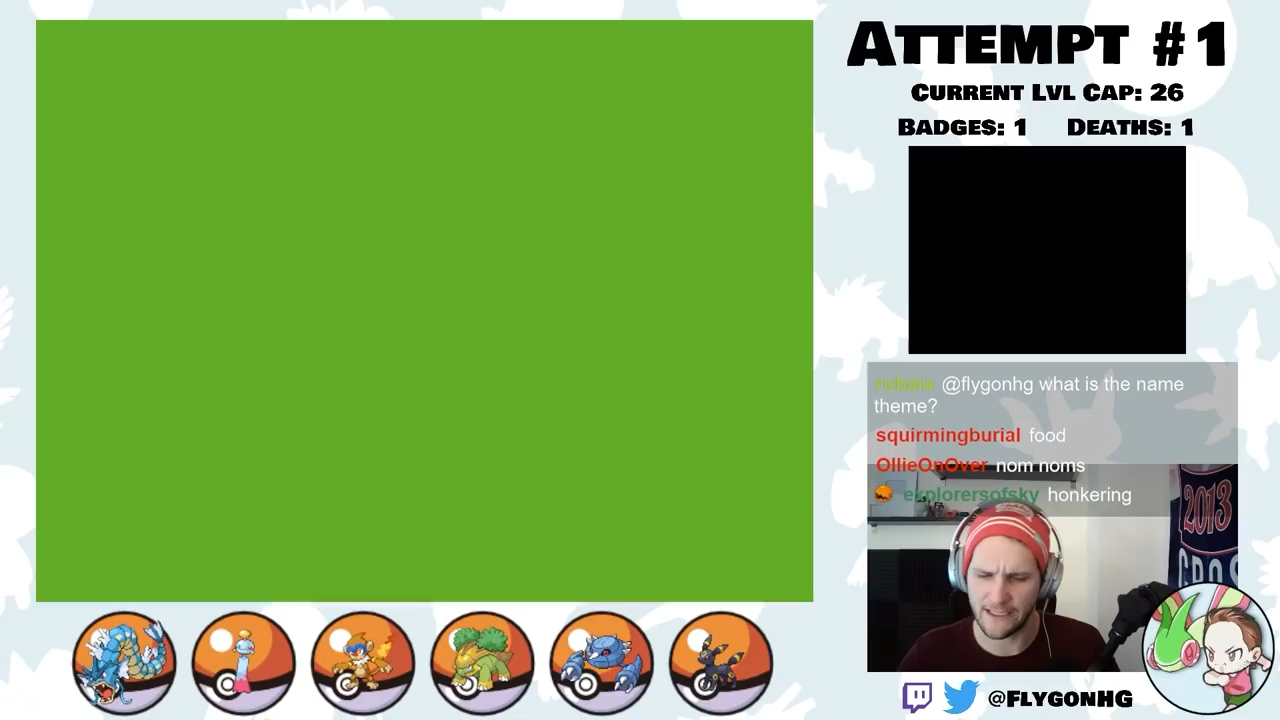 ATTEMPT #1
CURRENT LVL CAP: 26
BADGES: 1 DEATHS: 1
@flygonhg what is the name
theme?
squirmingburial food
OllieOnOver nom noms
explorersofsky honkering
2013
@FLYGONHG